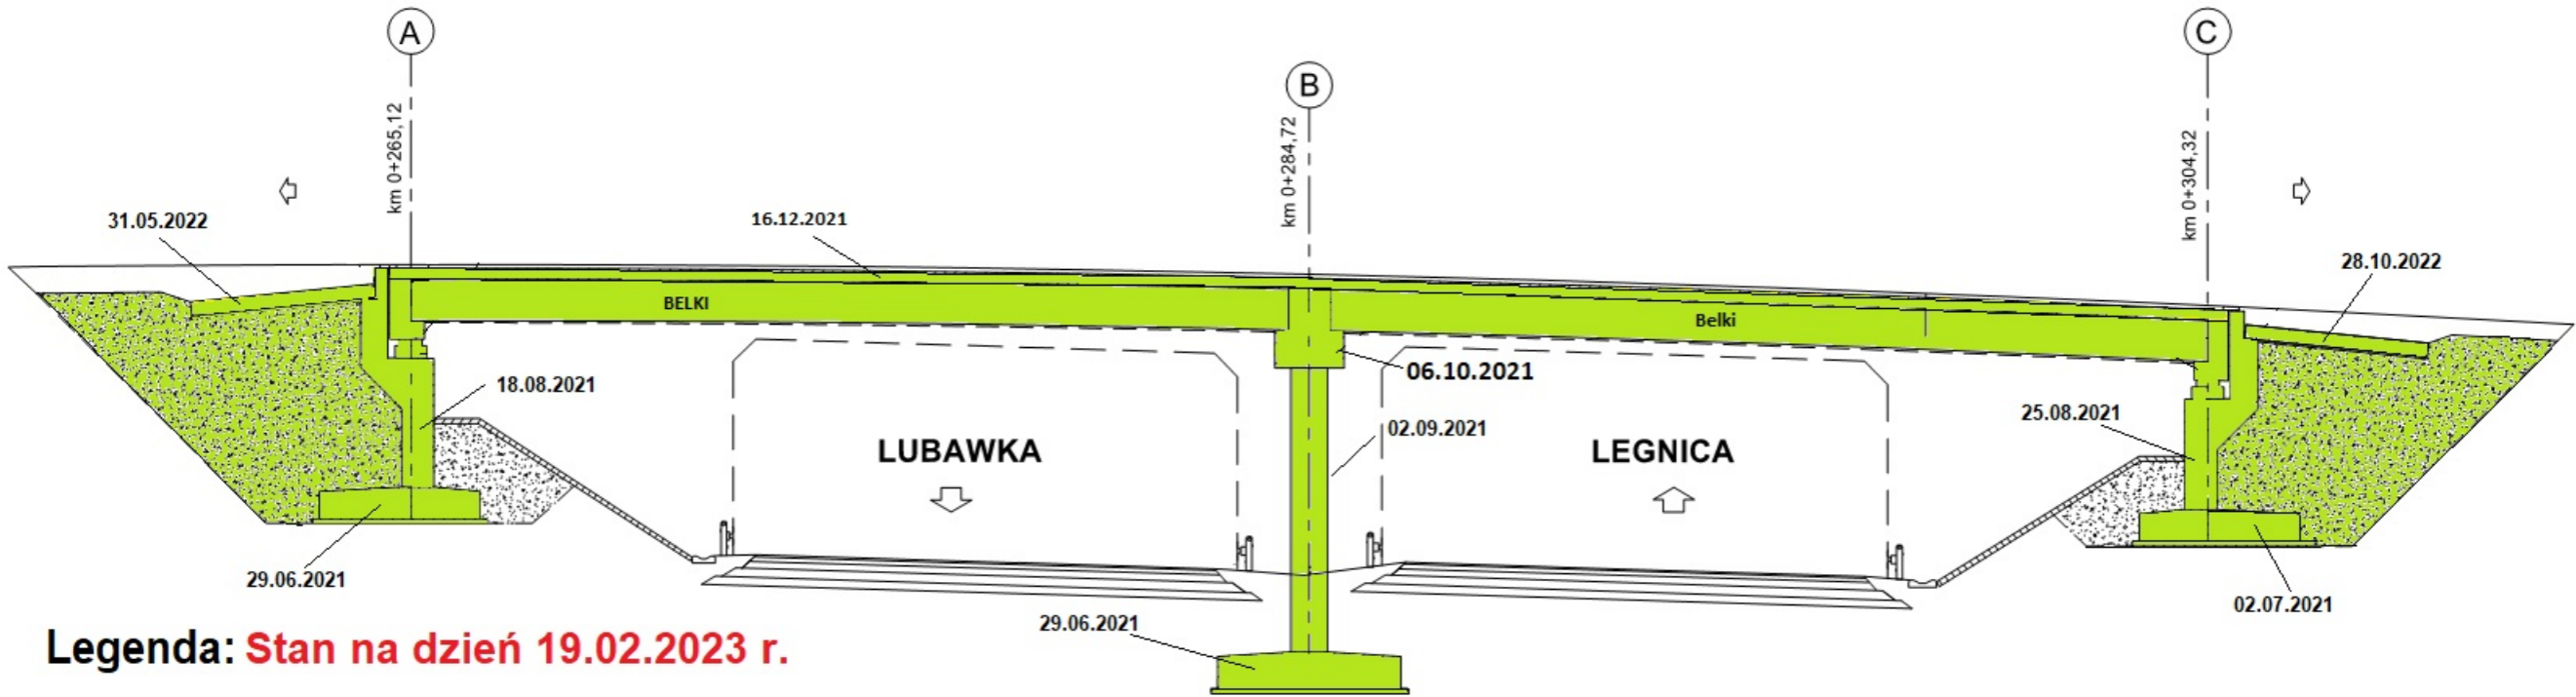 A
B
C
km 0+265,12
km 0+284,72
km 0+304,32
31.05.2022
16.12.2021
28.10.2022
BELKI
Belki
18.08.2021
06.10.2021
02.09.2021
25.08.2021
LUBAWKA
LEGNICA
29.06.2021
29.06.2021
02.07.2021
Legenda: Stan na dzień 19.02.2023 r.